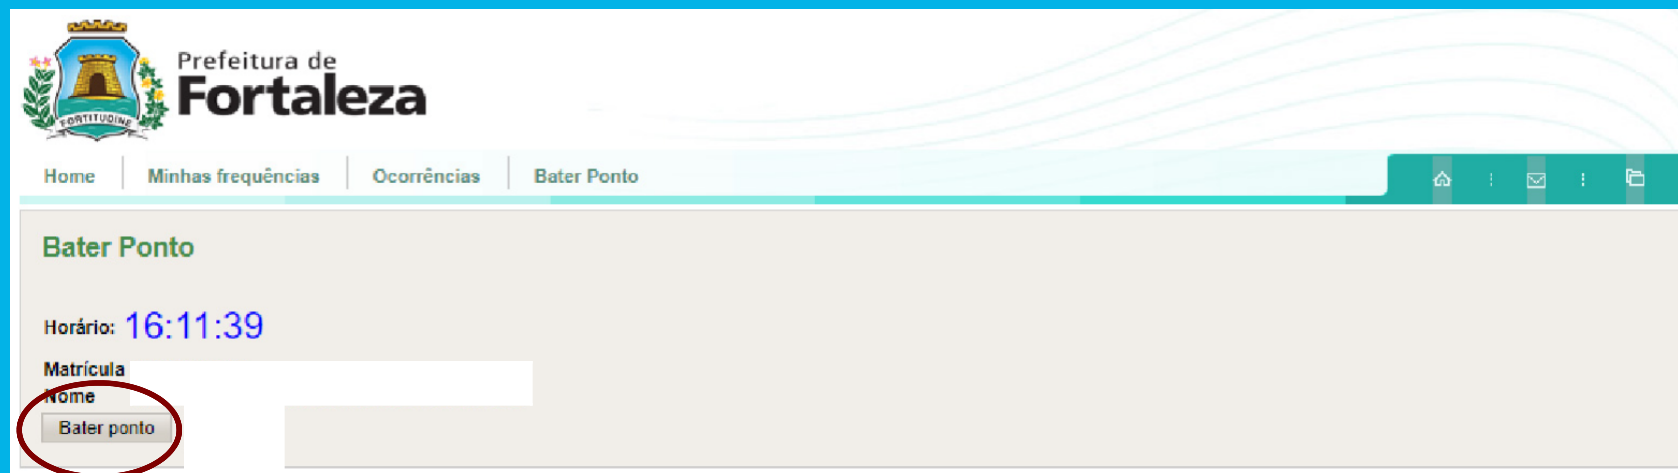 Prefeitura de
Fortaleza
FORTITUDINE
Home Minhas frequências Ocorrências Bater Ponto
Bater Ponto
Horário: 16:11:39
Matrícula
Nome
Bater ponto